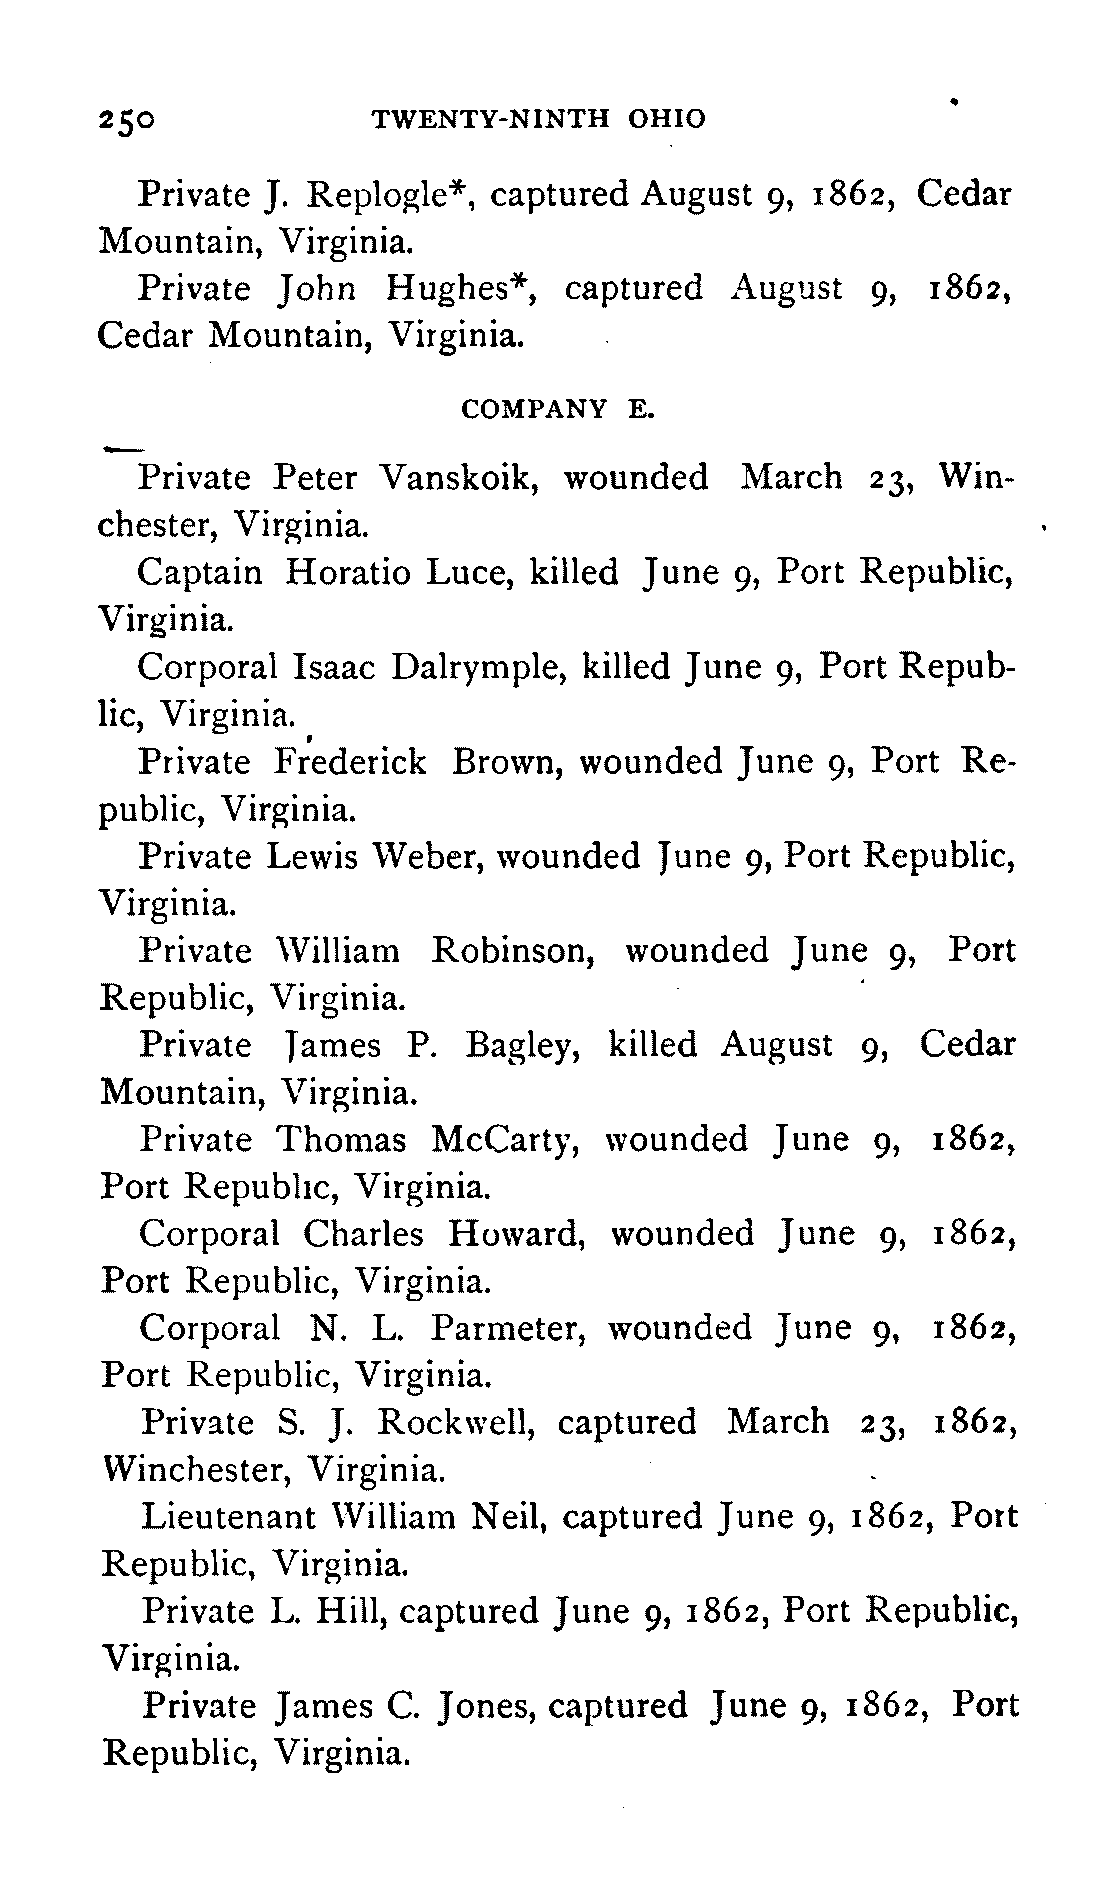 250 TWENTY-NINTH OHIO
Private J. Replogle*, captured August 9, 1862, Cedar
Mountain, Virginia.
Private John Hughes*, captured August 9, 1862,
Cedar Mountain, Virginia.
COMPANY E.
Private Peter Vanskoik, wounded March 23, Win-
chester, Virginia.
Captain Horatio Luce, killed June 9, Port Republic,
Virginia.
Corporal Isaac Dalrymple, killed June 9, Port Repub-
lic, Virginia.
Private Frederick Brown, wounded June 9, Port Re-
public, Virginia.
Private Lewis Weber, wounded June 9, Port Republic,
Virginia.
Private William Robinson, wounded June 9, Port
Republic, Virginia.
Private James P. Bagley, killed August 9, Cedar
Mountain, Virginia.
Private Thomas McCarty, wounded June 9, 1862,
Port Republic, Virginia.
Corporal Charles Howard, wounded June 9, 1862,
Port Republic, Virginia.
Corporal N. L. Parmeter, wounded June 9, 1862,
Port Republic, Virginia.
Private S. J. Rockwell, captured March 23, 1862,
Winchester, Virginia.
Lieutenant William Neil, captured June 9, 1862, Port
Republic, Virginia.
Private L. Hill, captured June 9, 1862, Port Republic,
Virginia.
Private James C. Jones, captured June 9, 1862, Port
Republic, Virginia.